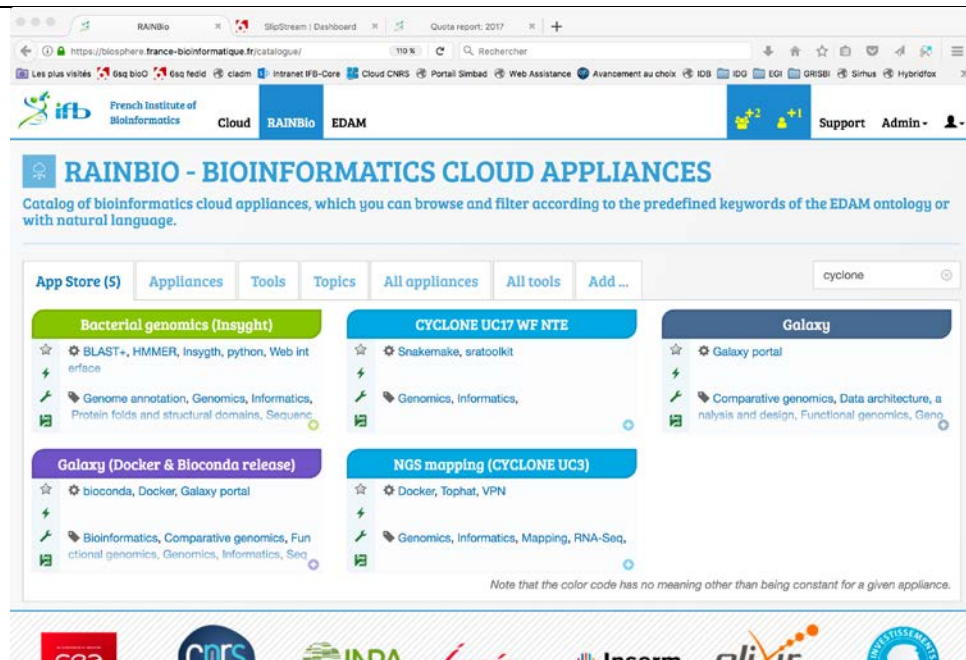 RAINBio
SlipStream | Dashboard
Quota report: 2017
https://biosphere.france-bioinformatique.fr/catalogue/
110 %
Rechercher
Les plus visités
6sq bioO
6sq fedid
cladm
Intranet IFB-Core
Cloud CNRS
Portail Simbad
Web Assistance
Avancement au choix
IDB
IDG
EGI
GRISBI
Sirhus
Hybridfox
ifb
French Institute of
Bioinformatics
Cloud
RAINBio
EDAM
+2
+1
Support
Admin
RAINBIO - BIOINFORMATICS CLOUD APPLIANCES
Catalog of bioinformatics cloud appliances, which you can browse and filter according to the predefined keywords of the EDAM ontology or
with natural language.
App Store (5)
Appliances
Tools
Topics
All appliances
All tools
Add ...
cyclone
Bacterial genomics (Insyght)
BLAST+, HMMER, Insygth, python, Web int
erface
Genome annotation, Genomics, Informatics,
Protein folds and structural domains, Sequenc
CYCLONE UC17 WF NTE
Snakemake, sratoolkit
Genomics, Informatics,
Galaxy
Galaxy portal
Comparative genomics, Data architecture, a
nalysis and design, Functional genomics, Geno
Galaxy (Docker & Bioconda release)
bioconda, Docker, Galaxy portal
Bioinformatics, Comparative genomics, Fun
ctional genomics, Genomics, Informatics, Seq
NGS mapping (CYCLONE UC3)
Docker, Tophat, VPN
Genomics, Informatics, Mapping, RNA-Seq,
Note that the color code has no meaning other than being constant for a given appliance.
cea
cnrs
INRA
Inserm
elixir
INVESTISSEMENTS